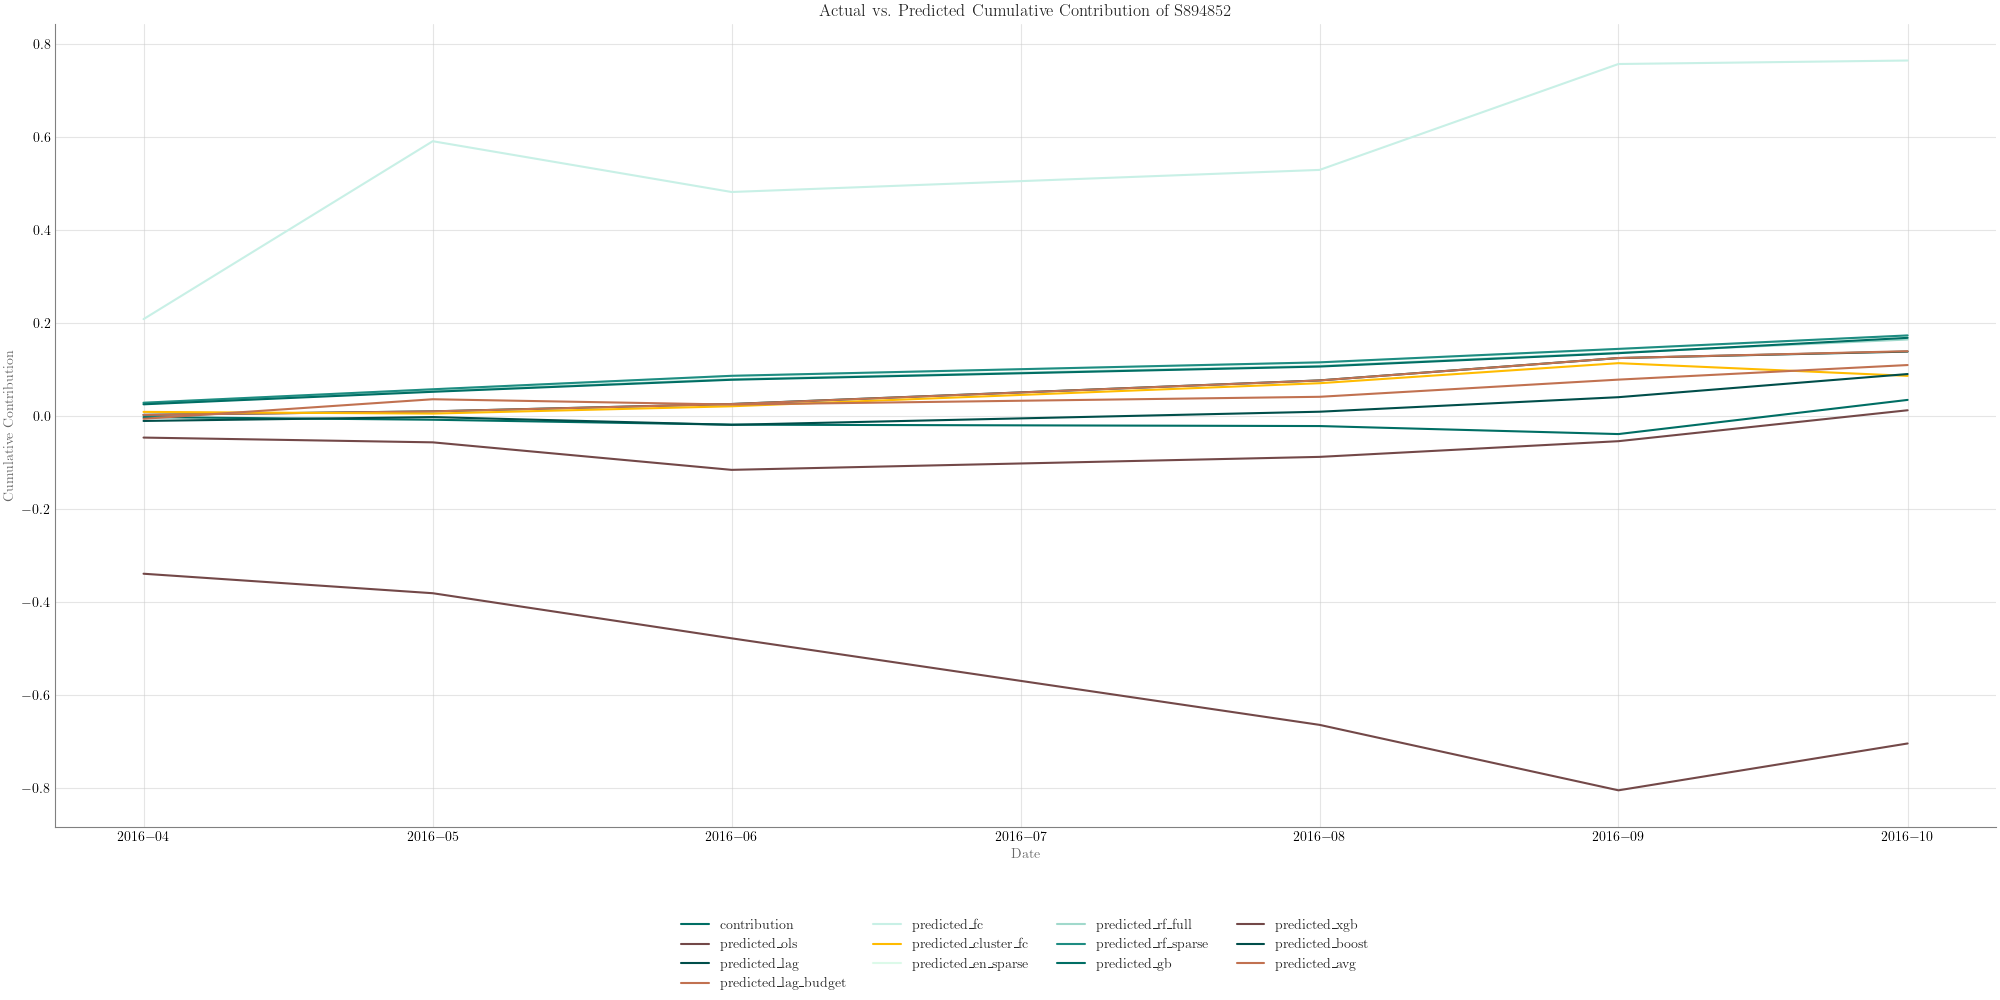 Actual vs. Predicted Cumulative Contribution of S894852
Cumulative Contribution
0.8
0.6
0.4
0.2
0.0
−0.2
−0.4
−0.6
−0.8
2016−04 2016−05 2016−06 2016−07 2016−08 2016−09 2016−10
Date
contribution predicted_fc predicted_rf_full predicted_xgb
predicted_ols predicted_cluster_fc predicted_rf_sparse predicted_boost
predicted_lag predicted_en_sparse predicted_gb predicted_avg
predicted_lag_budget